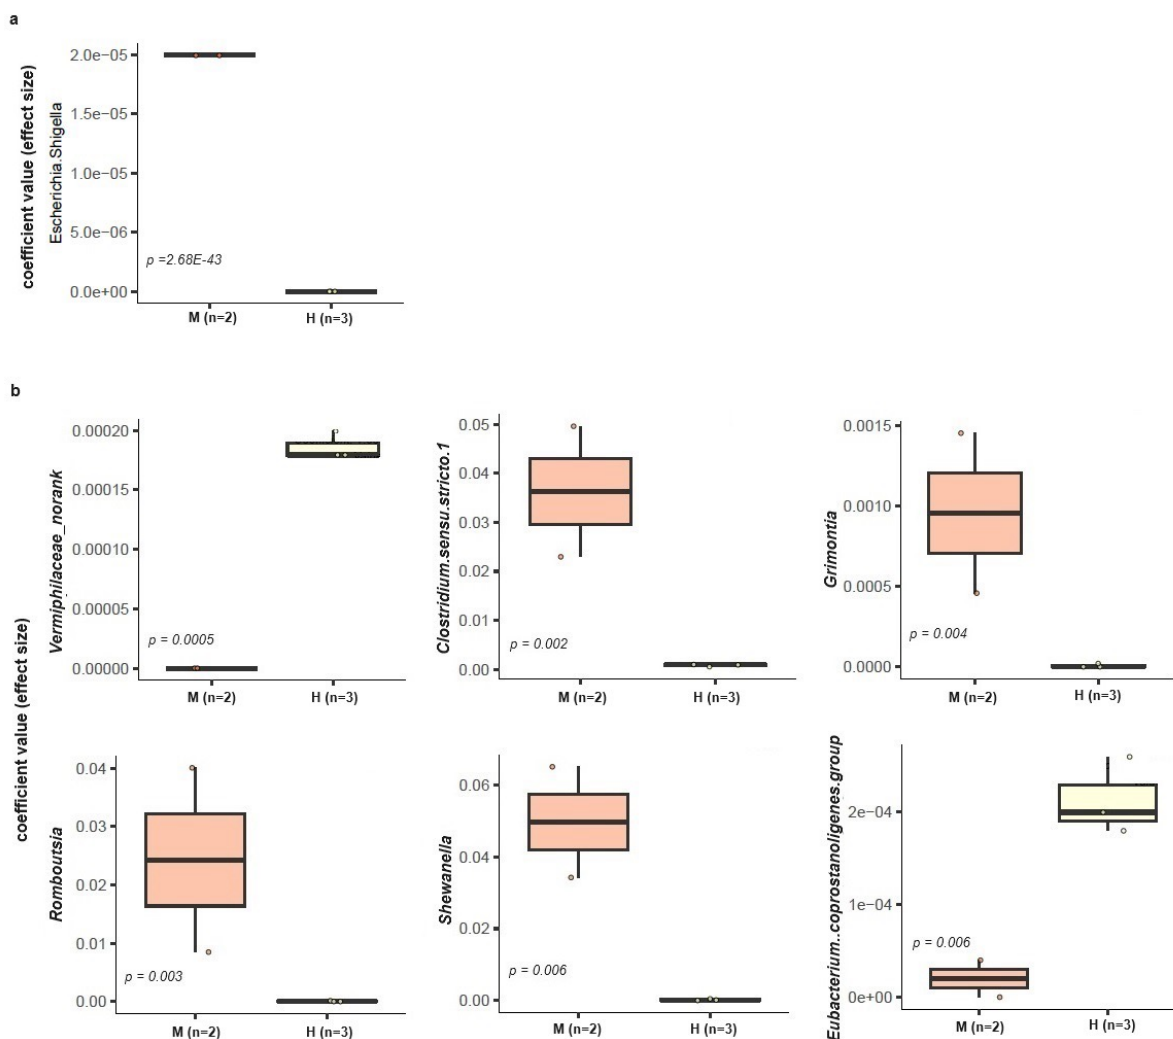 a
coefficient value (effect size)
Escherichia.Shigella
2.0e-05
1.5e-05
1.0e-05
5.0e-06
0.0e+00
p =2.68E-43
M (n=2)
H (n=3)
b
coefficient value (effect size)
Vermiphilaceae_norank
0.00020
0.00015
0.00010
0.00005
0.00000
p = 0.0005
M (n=2)
H (n=3)
Clostridium.sensu.stricto.1
0.05
0.04
0.03
0.02
0.01
0.00
p = 0.002
M (n=2)
H (n=3)
Grimontia
0.0015
0.0010
0.0005
0.0000
p = 0.004
M (n=2)
H (n=3)
Romboutsia
0.04
0.03
0.02
0.01
0.00
p = 0.003
M (n=2)
H (n=3)
Shewanella
0.06
0.04
0.02
0.00
p = 0.006
M (n=2)
H (n=3)
Eubacterium..coprostanoligenes.group
2e-04
1e-04
0e+00
p = 0.006
M (n=2)
H (n=3)